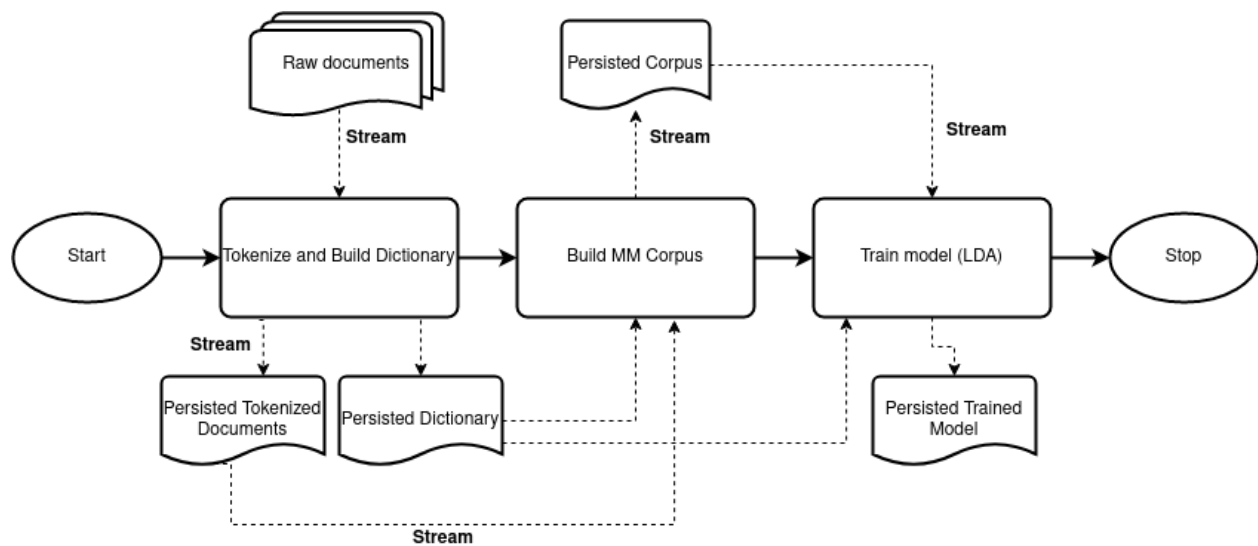 Raw documents
Persisted Corpus
Stream
Stream
Stream
Start
Tokenize and Build Dictionary
Build MM Corpus
Train model (LDA)
Stop
Stream
Persisted Tokenized
Documents
Persisted Dictionary
Persisted Trained
Model
Stream